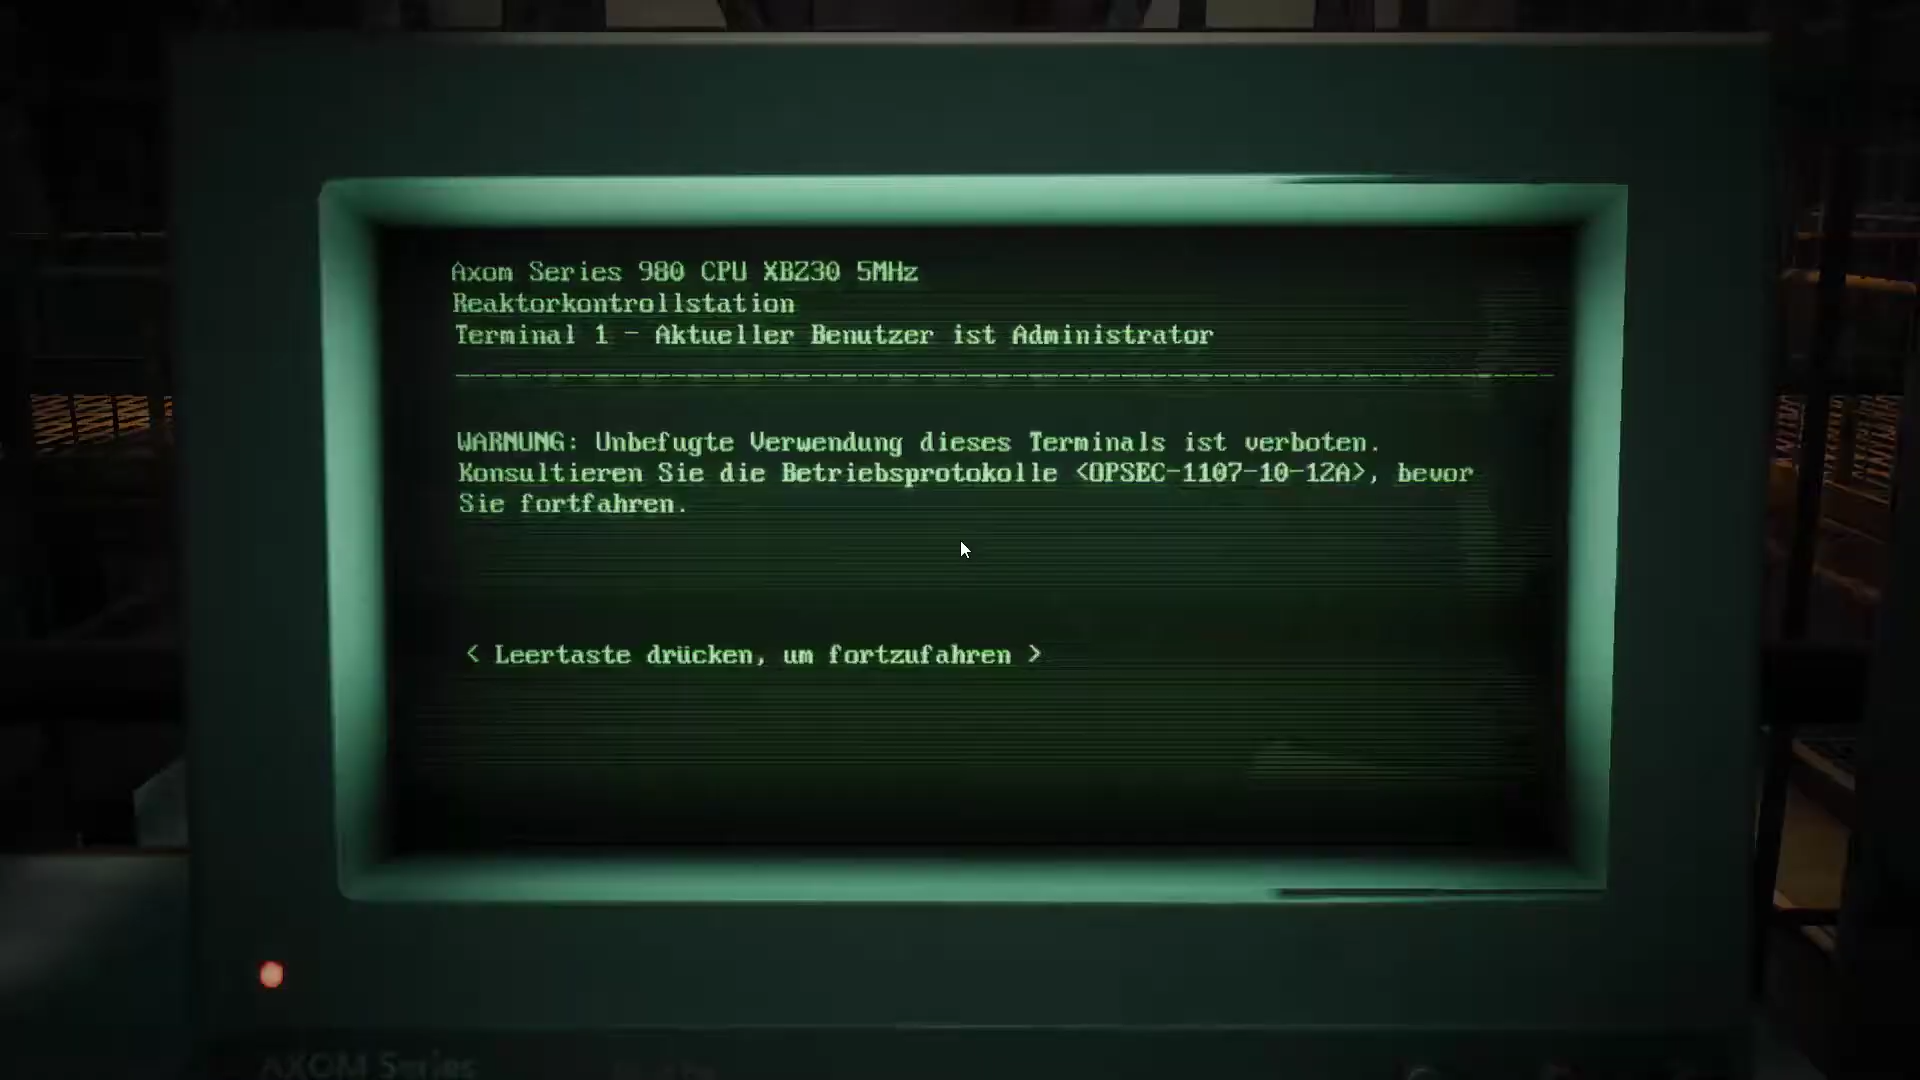 Axom Series 980 CPU XBZ30 5MHz
Reaktorkontrollstation
Terminal 1 - Aktueller Benutzer ist Administrator
WARNUNG: Unbefugte Verwendung dieses Terminals ist verboten.
Konsultieren Sie die Betriebsprotokolle <OPSEC-1107-10-12A>, bevor
Sie fortfahren.
< Leertaste drücken, um fortzufahren >
AXOM Series